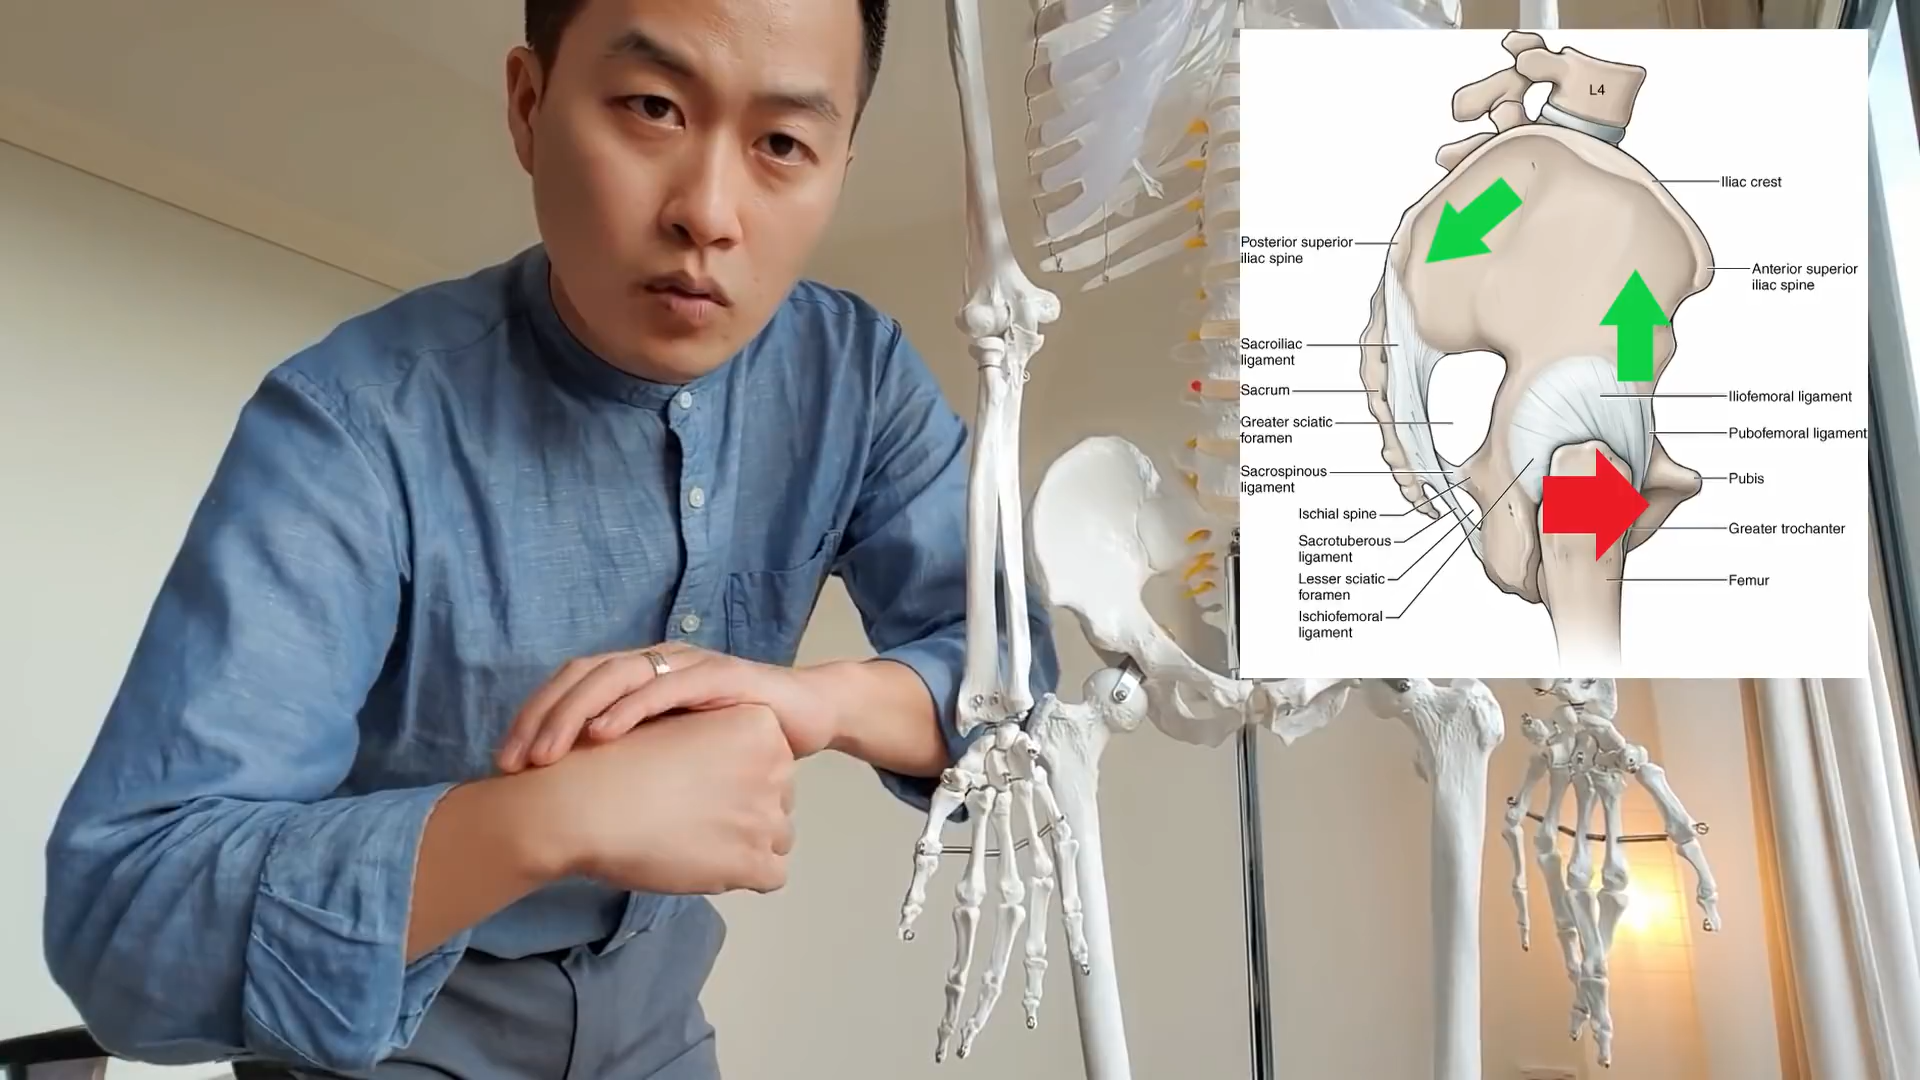 L4
Iliac crest
Posterior superior
iliac spine
Anterior superior
iliac spine
Sacroiliac
ligament
Sacrum
Iliofemoral ligament
Greater sciatic
foramen
Pubofemoral ligament
Sacrospinous
ligament
Pubis
Ischial spine
Greater trochanter
Sacrotuberous
ligament
Lesser sciatic
foramen
Femur
Ischiofemoral
ligament